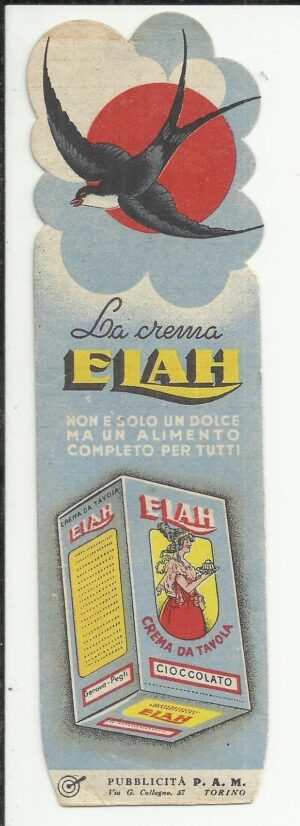 La crema
ELAH
NON È SOLO UN DOLCE
MA UN ALIMENTO
COMPLETO PER TUTTI
CREMA DA TAVOLA
ELAH
Genova-Pegli
ELAH
CREMA DA TAVOLA
CIOCCOLATO
ELAH
PUBBLICITÀ P. A. M.
Via G. Collegno, 37 TORINO